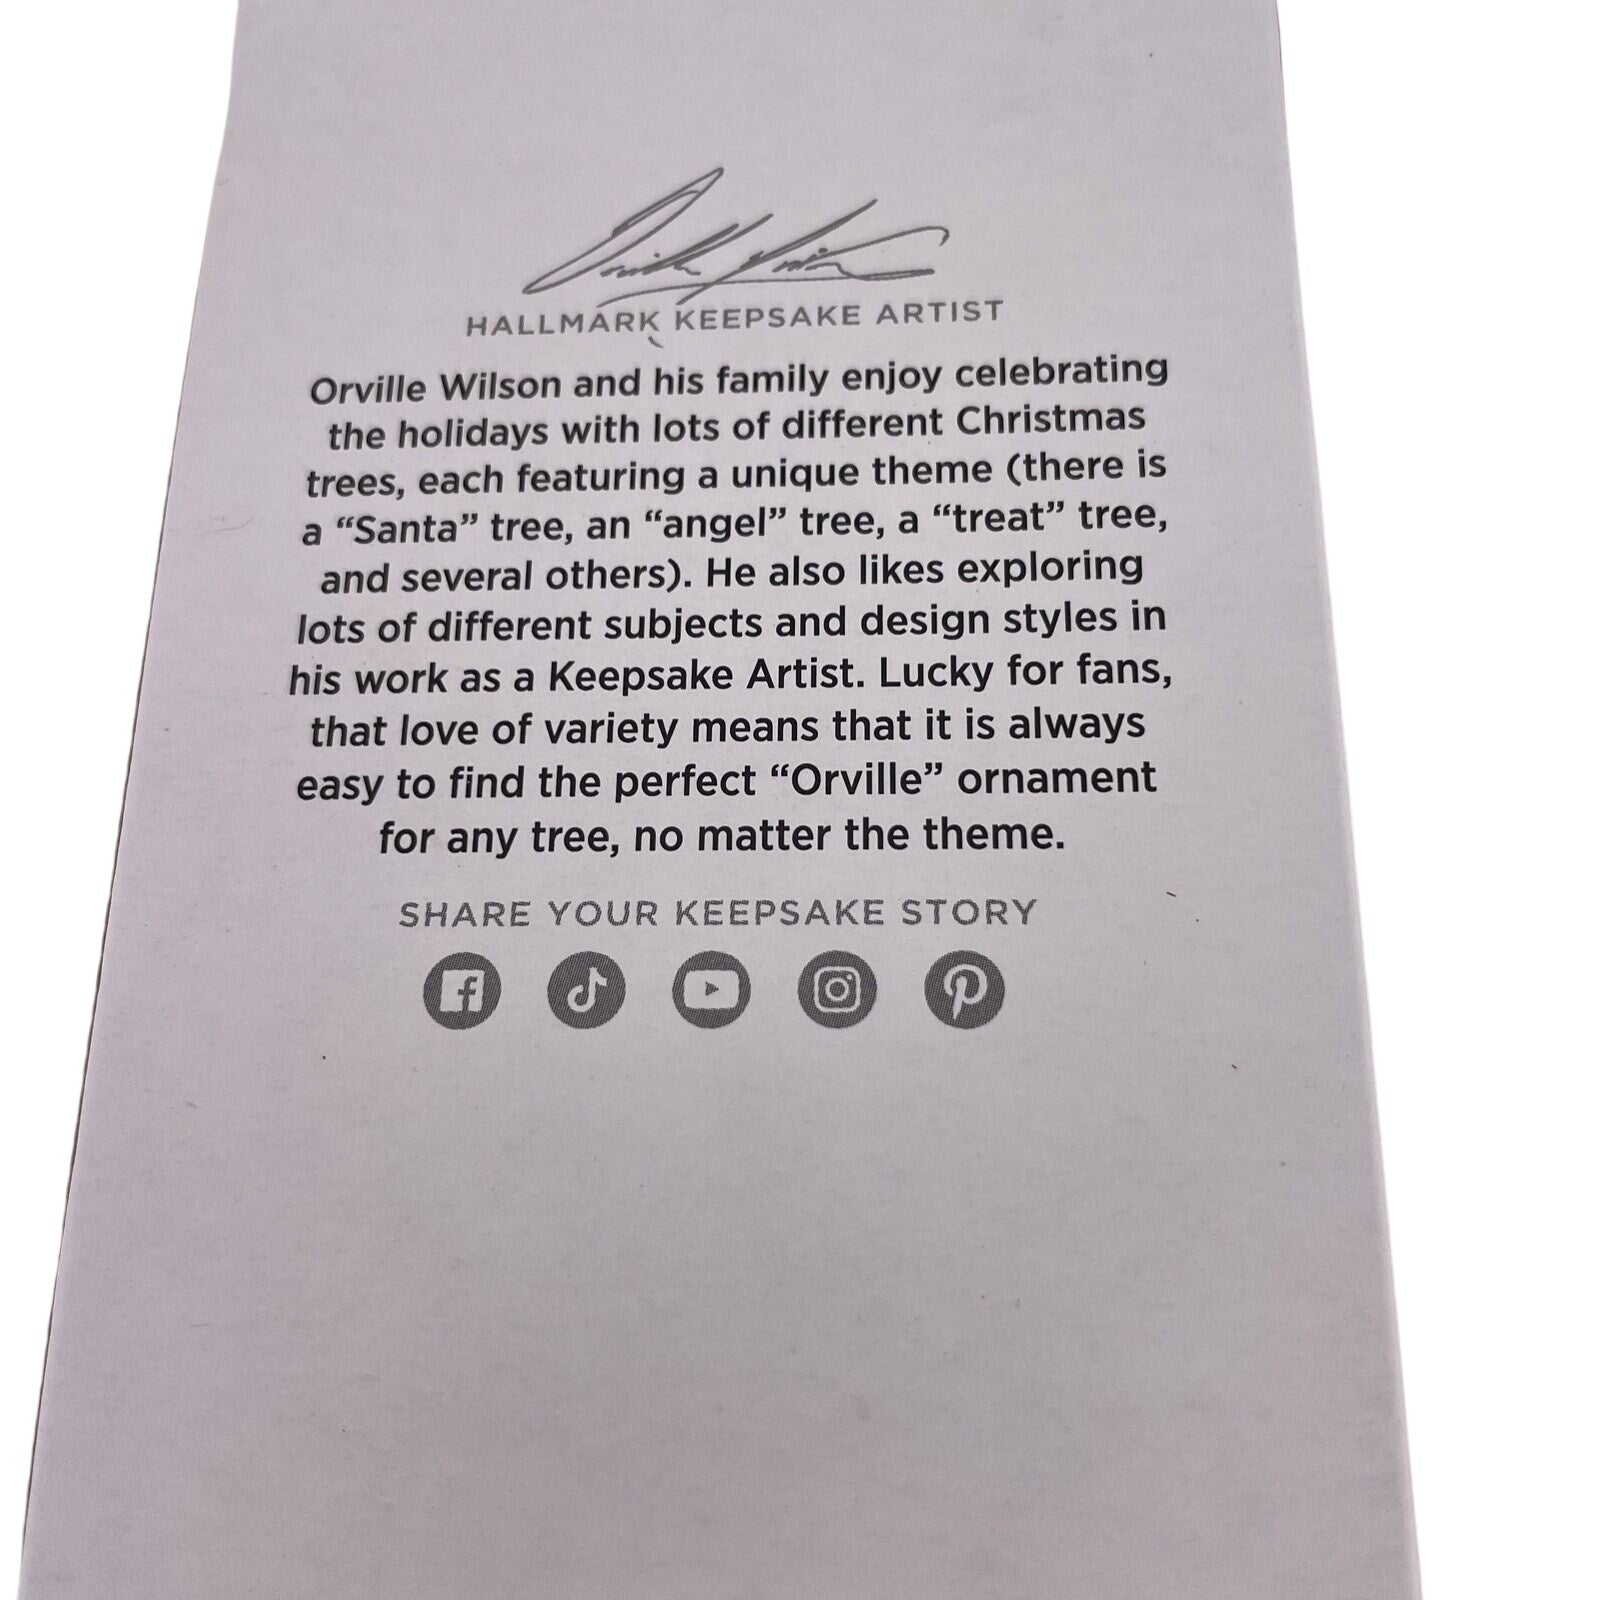 Orville Wilson
HALLMARK KEEPSAKE ARTIST
Orville Wilson and his family enjoy celebrating
the holidays with lots of different Christmas
trees, each featuring a unique theme (there is
a “Santa” tree, an “angel” tree, a “treat” tree,
and several others). He also likes exploring
lots of different subjects and design styles in
his work as a Keepsake Artist. Lucky for fans,
that love of variety means that it is always
easy to find the perfect “Orville” ornament
for any tree, no matter the theme.
SHARE YOUR KEEPSAKE STORY